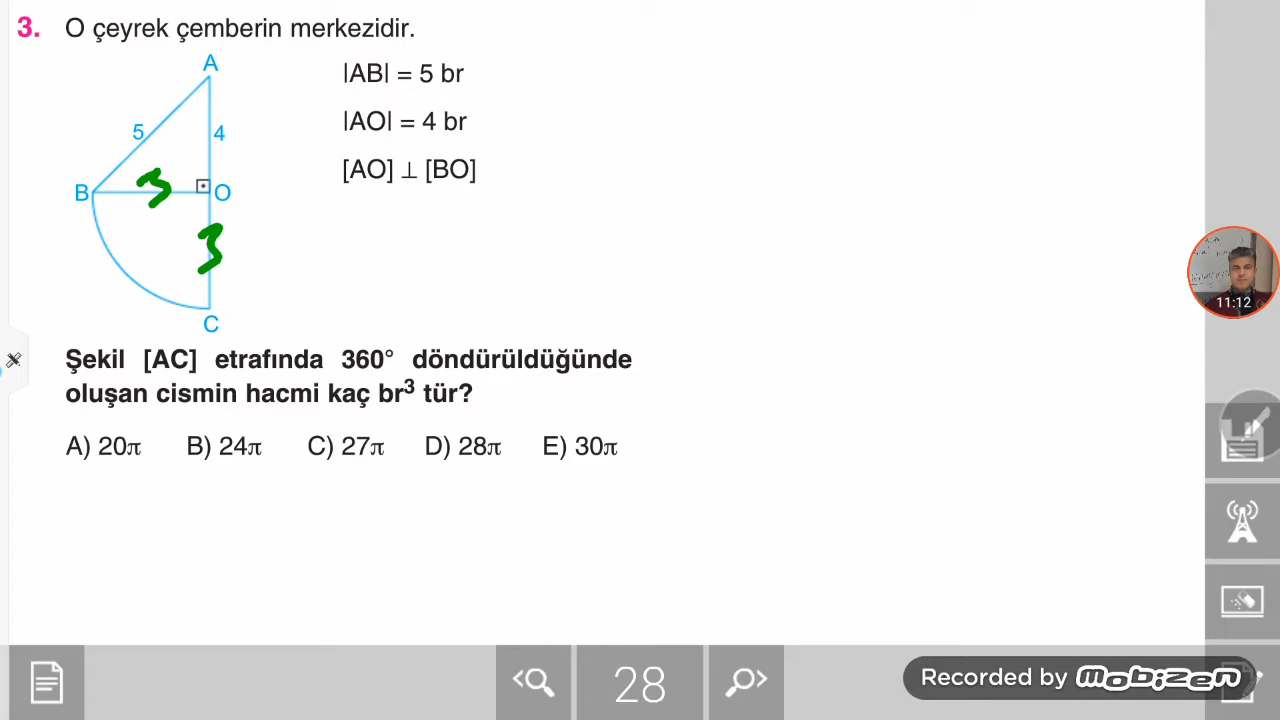 3. O çeyrek çemberin merkezidir.
A
|AB| = 5 br
|AO| = 4 br
5
4
[AO] ⊥ [BO]
B
3
O
3
C
Şekil [AC] etrafında 360° döndürüldüğünde
oluşan cismin hacmi kaç br³ tür?
A) 20π B) 24π C) 27π D) 28π E) 30π
11:12
28
Recorded by mobizen